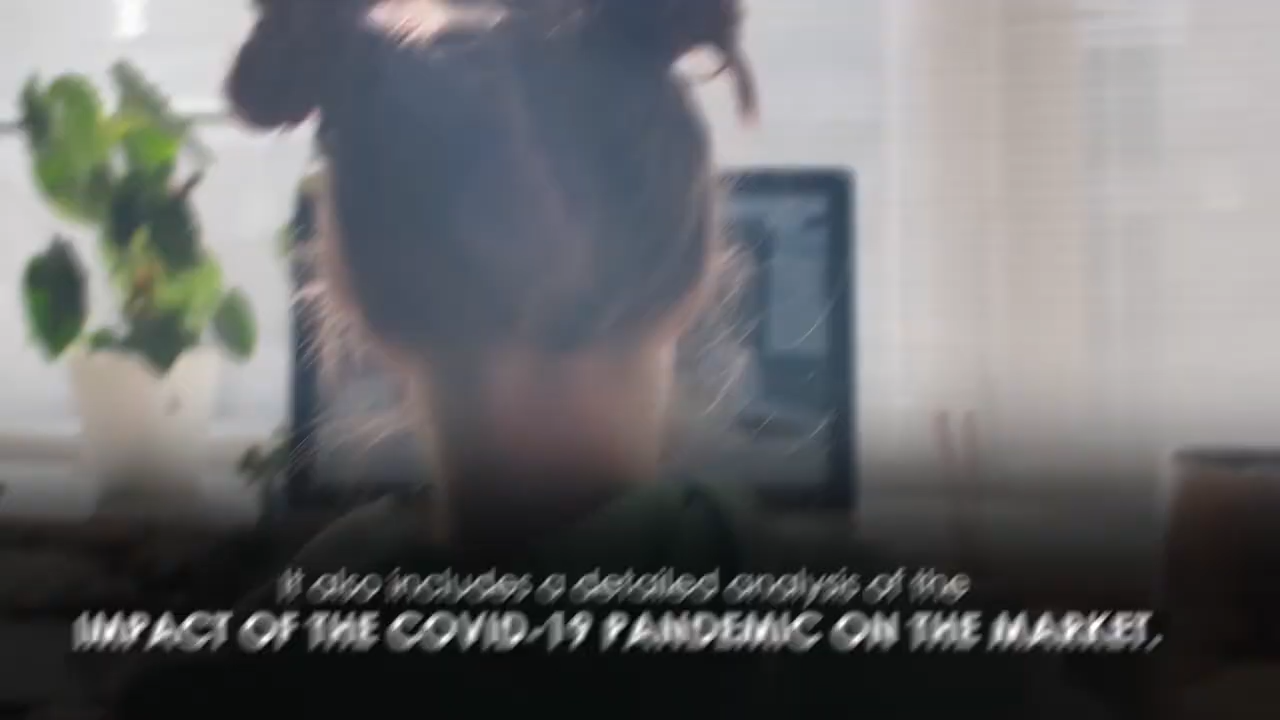 It also includes a detailed analysis of the
IMPACT OF THE COVID-19 PANDEMIC ON THE MARKET.